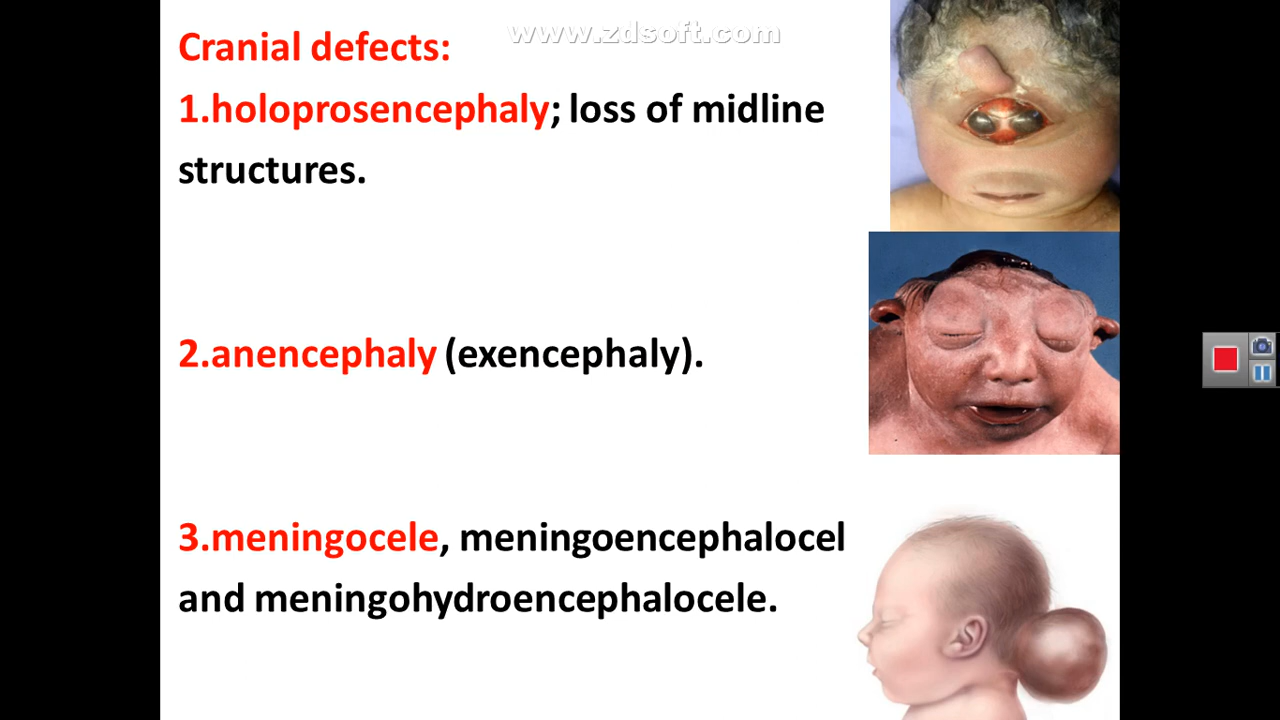 www.zdsoft.com
Cranial defects:
1.holoprosencephaly; loss of midline
structures.
2.anencephaly (exencephaly).
3.meningocele, meningoencephalocel
and meningohydroencephalocele.